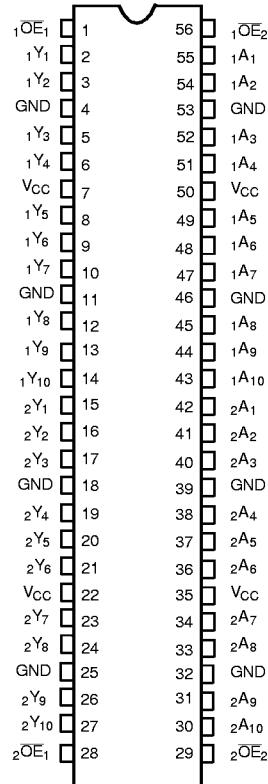 1OE1 1 56 1OE2
1Y1 2 55 1A1
1Y2 3 54 1A2
GND 4 53 GND
1Y3 5 52 1A3
1Y4 6 51 1A4
VCC 7 50 VCC
1Y5 8 49 1A5
1Y6 9 48 1A6
1Y7 10 47 1A7
GND 11 46 GND
1Y8 12 45 1A8
1Y9 13 44 1A9
1Y10 14 43 1A10
2Y1 15 42 2A1
2Y2 16 41 2A2
2Y3 17 40 2A3
GND 18 39 GND
2Y4 19 38 2A4
2Y5 20 37 2A5
2Y6 21 36 2A6
VCC 22 35 VCC
2Y7 23 34 2A7
2Y8 24 33 2A8
GND 25 32 GND
2Y9 26 31 2A9
2Y10 27 30 2A10
2OE1 28 29 2OE2